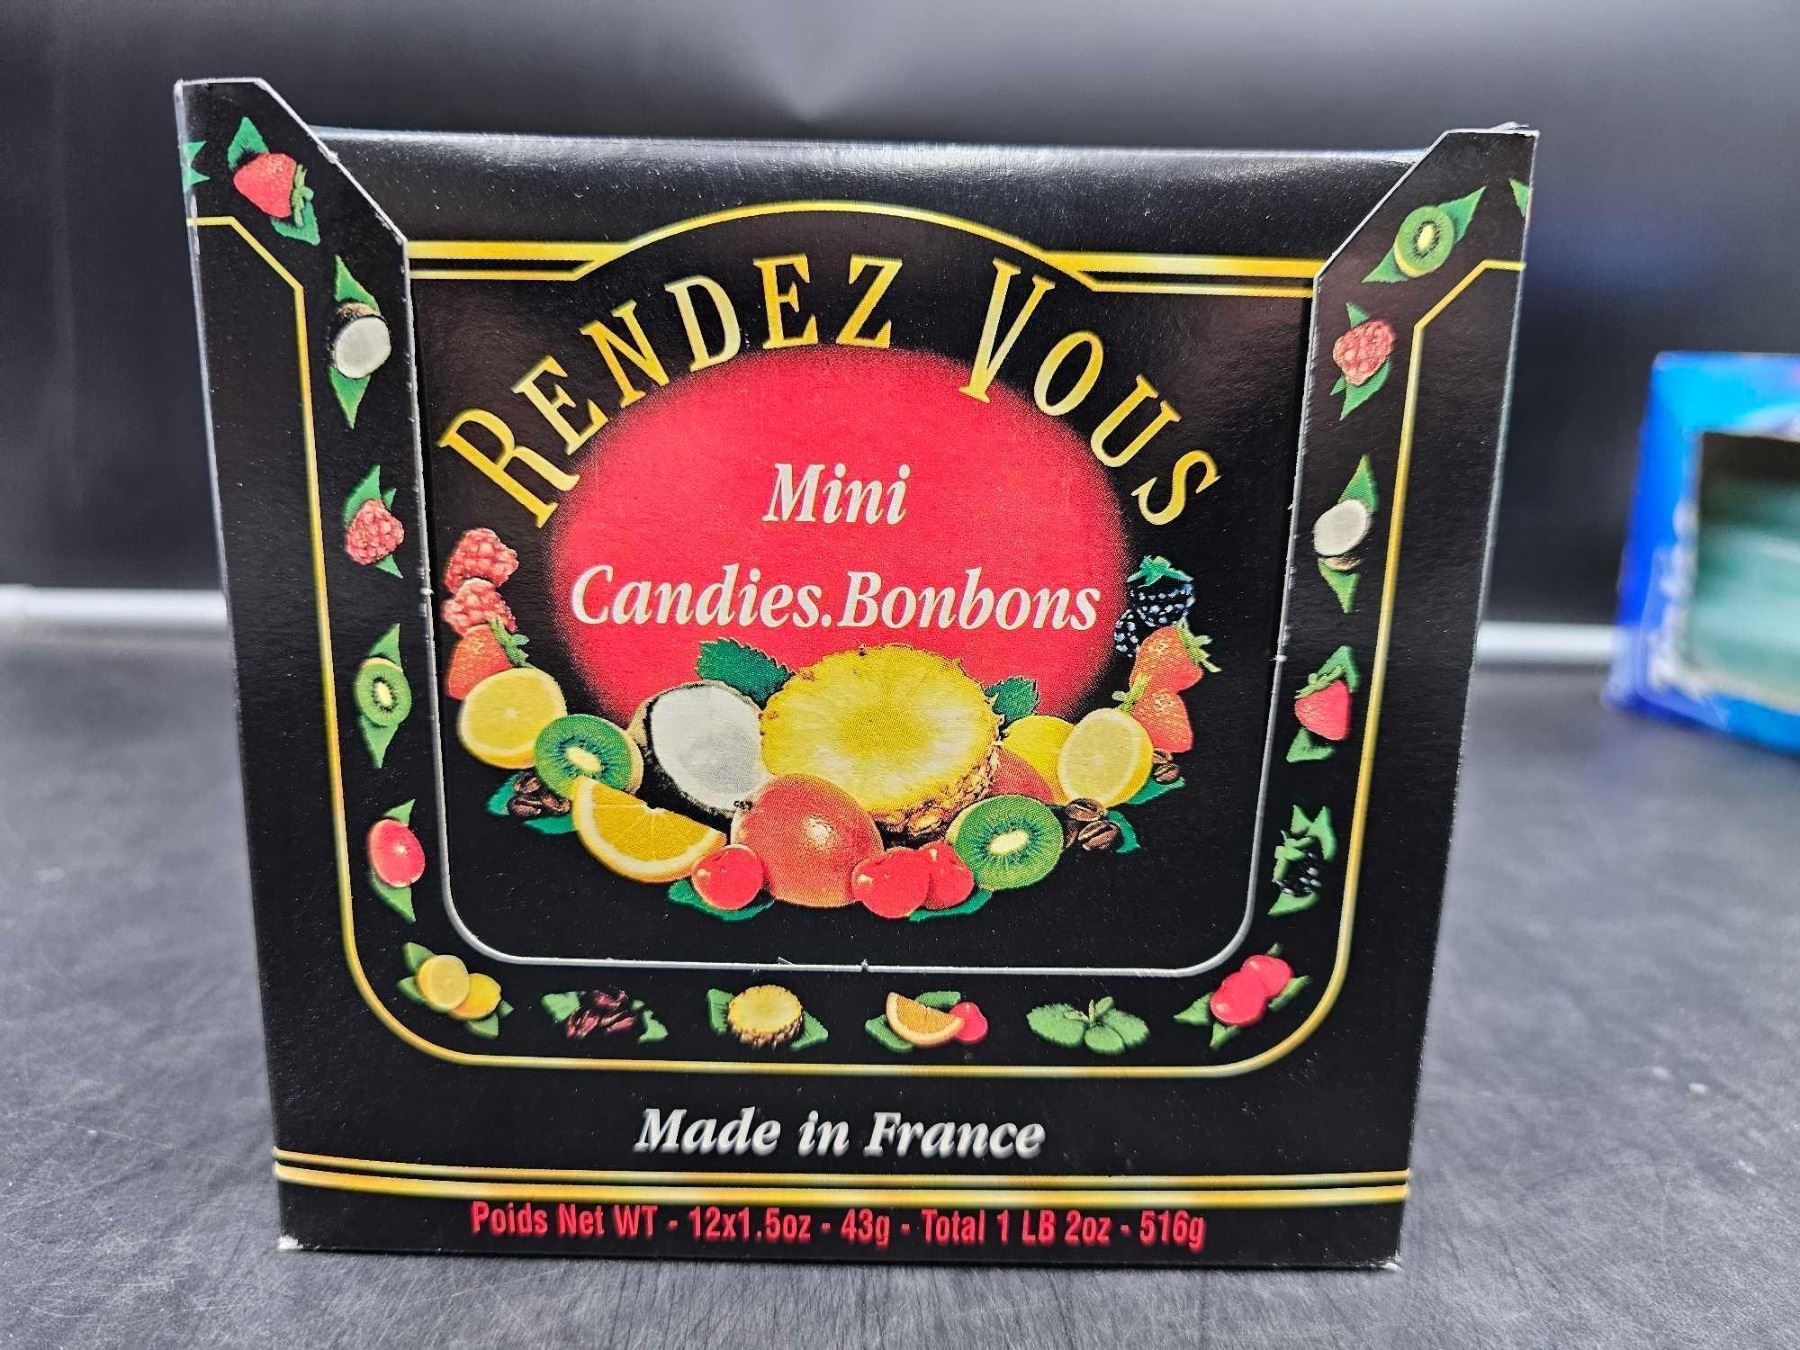 RENDEZ VOUS
Mini
Candies.Bonbons
Made in France
Poids Net WT - 12x1.5oz - 43g - Total 1 LB 2oz - 516g